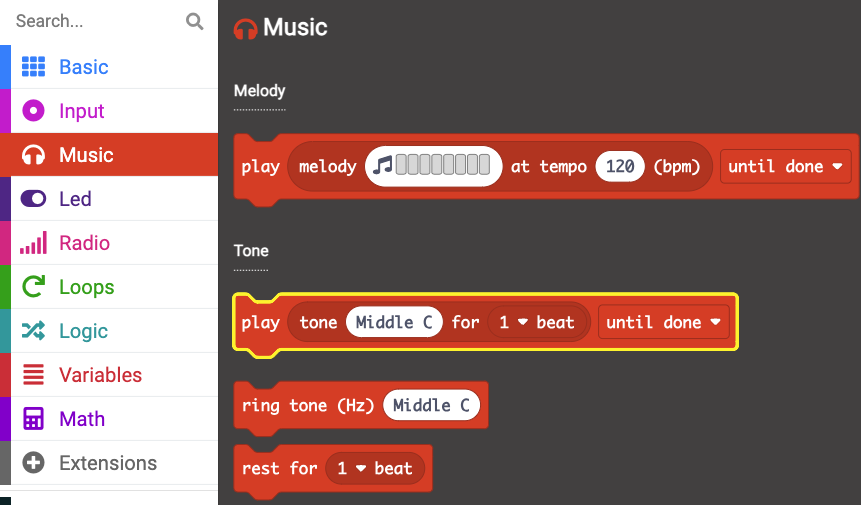 Search...
Basic
Input
Music
Led
Radio
Loops
Logic
Variables
Math
Extensions
Music
Melody
play melody at tempo 120 (bpm) until done
Tone
play tone Middle C for 1 beat until done
ring tone (Hz) Middle C
rest for 1 beat